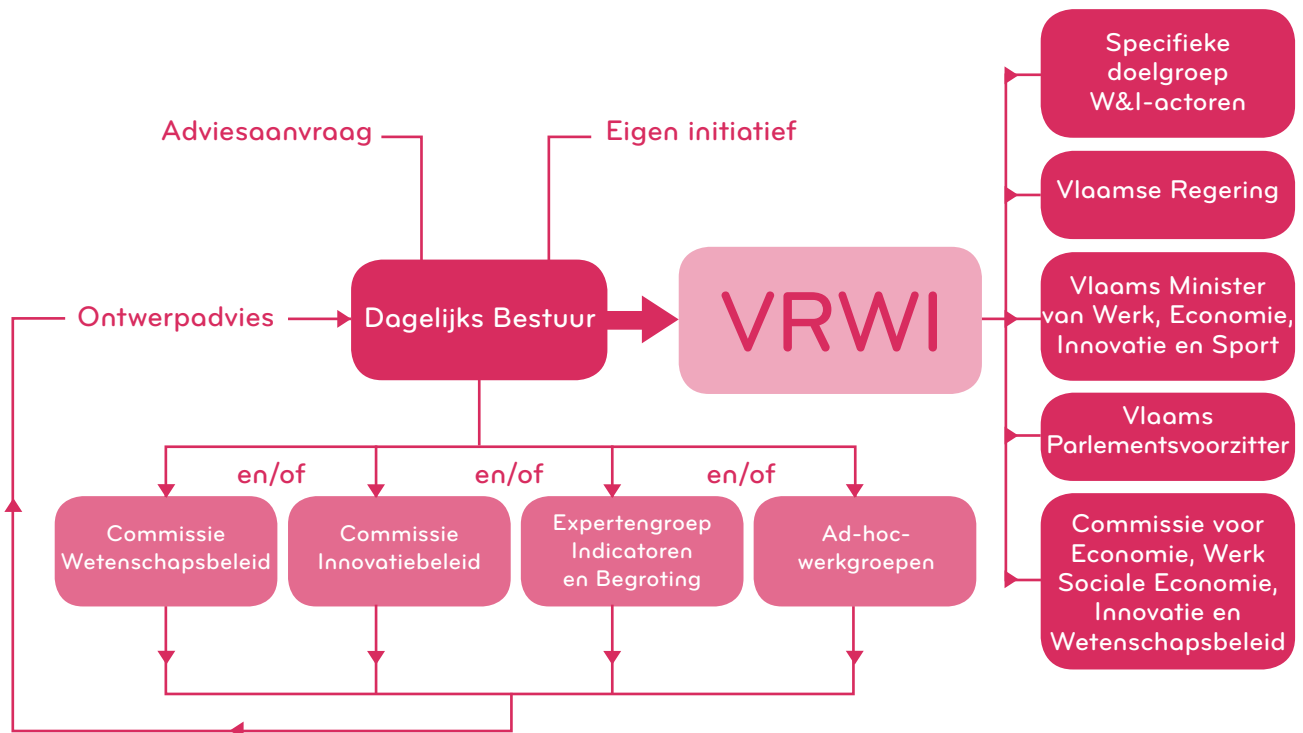 Adviesaanvraag
Eigen initiatief
Ontwerpadvies
Dagelijks Bestuur
VRWI
en/of
en/of
en/of
Commissie
Wetenschapsbeleid
Commissie
Innovatiebeleid
Expertengroep
Indicatoren
en Begroting
Ad-hoc-
werkgroepen
Specifieke
doelgroep
W&I-actoren
Vlaamse Regering
Vlaams Minister
van Werk, Economie,
Innovatie en Sport
Vlaams
Parlementsvoorzitter
Commissie voor
Economie, Werk
Sociale Economie,
Innovatie en
Wetenschapsbeleid